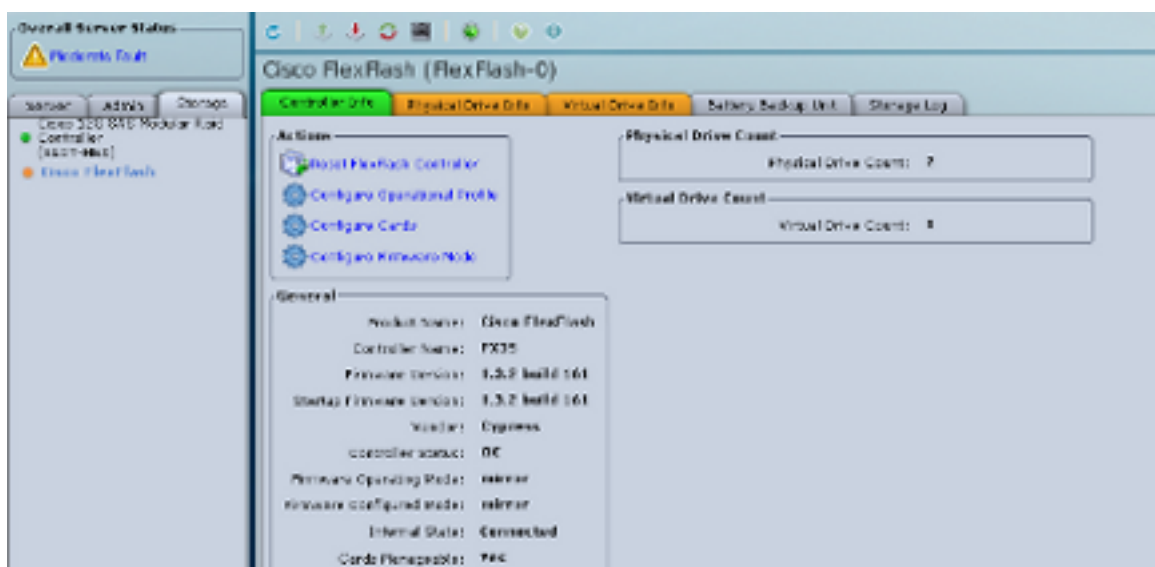 Overall Server Status
Moderate Fault
Server
Admin
Storage
Cisco 12G SAS Modular Raid
Controller
Cisco FlexFlash
Cisco FlexFlash (FlexFlash-0)
Controller Info
Physical Drive Info
Virtual Drive Info
Battery Backup Unit
Storage Log
Actions
Reset FlexFlash Controller
Configure Operational Profile
Configure Cards
Configure Firmware Mode
Physical Drive Count
Physical Drive Count: 2
Virtual Drive Count
Virtual Drive Count:
General
Product Name: Cisco FlexFlash
Controller Name: FX3S
Firmware Version: 1.3.2 build 161
Startup Firmware Version: 1.3.2 build 161
Vendor: Cypress
Controller Status: OK
Firmware Operating Mode: mirror
Firmware Configured Mode: mirror
Internal State: Connected
Cards Manageable: Yes